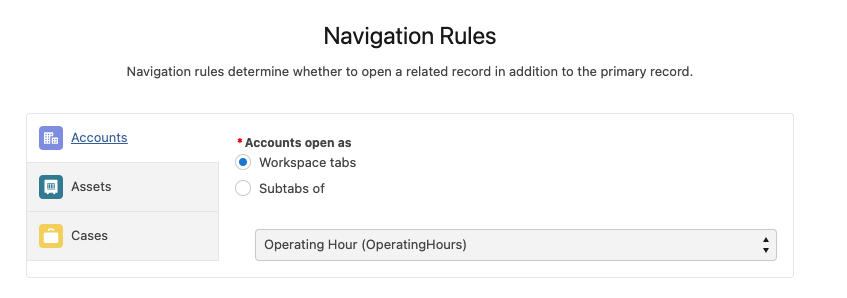 Navigation Rules
Navigation rules determine whether to open a related record in addition to the primary record.
Accounts
Assets
Cases
* Accounts open as
Workspace tabs
Subtabs of
Operating Hour (OperatingHours)